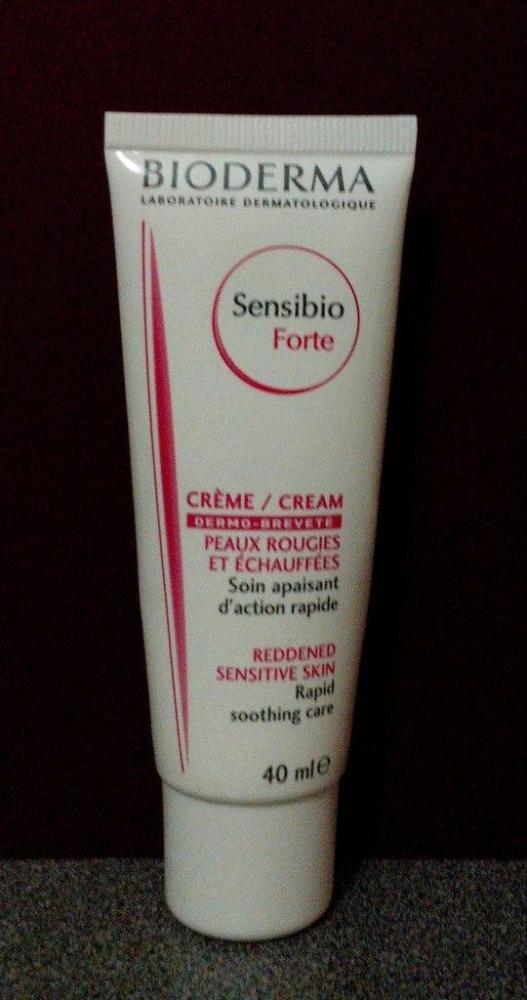 BIODERMA
LABORATOIRE DERMATOLOGIQUE
Sensibio
Forte
CRÈME / CREAM
DERMO-BREVETÉ
PEAUX ROUGIES
ET ÉCHAUFFÉES
Soin apaisant
d'action rapide
REDDENED
SENSITIVE SKIN
Rapid
soothing care
40 ml℮